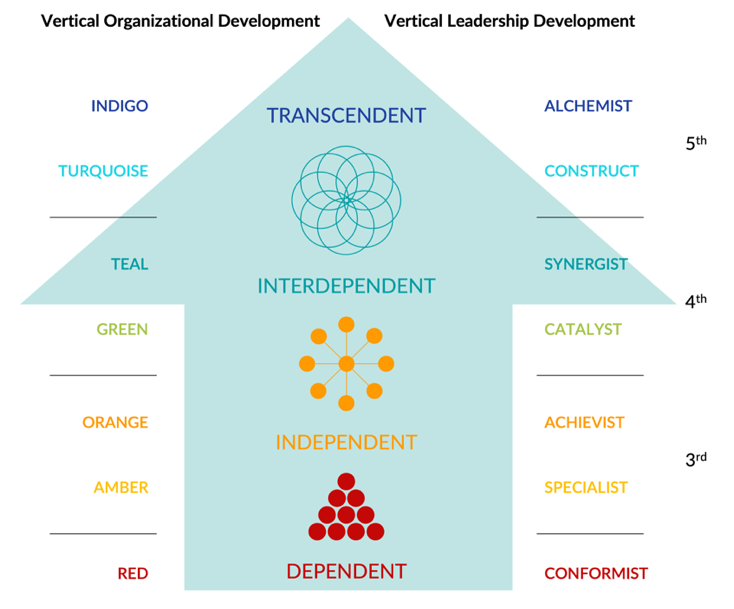 Vertical Organizational Development
Vertical Leadership Development
INDIGO
TRANSCENDENT
ALCHEMIST
5th
TURQUOISE
CONSTRUCT
TEAL
INTERDEPENDENT
SYNERGIST
4th
GREEN
CATALYST
ORANGE
INDEPENDENT
ACHIEVIST
3rd
AMBER
SPECIALIST
RED
DEPENDENT
CONFORMIST